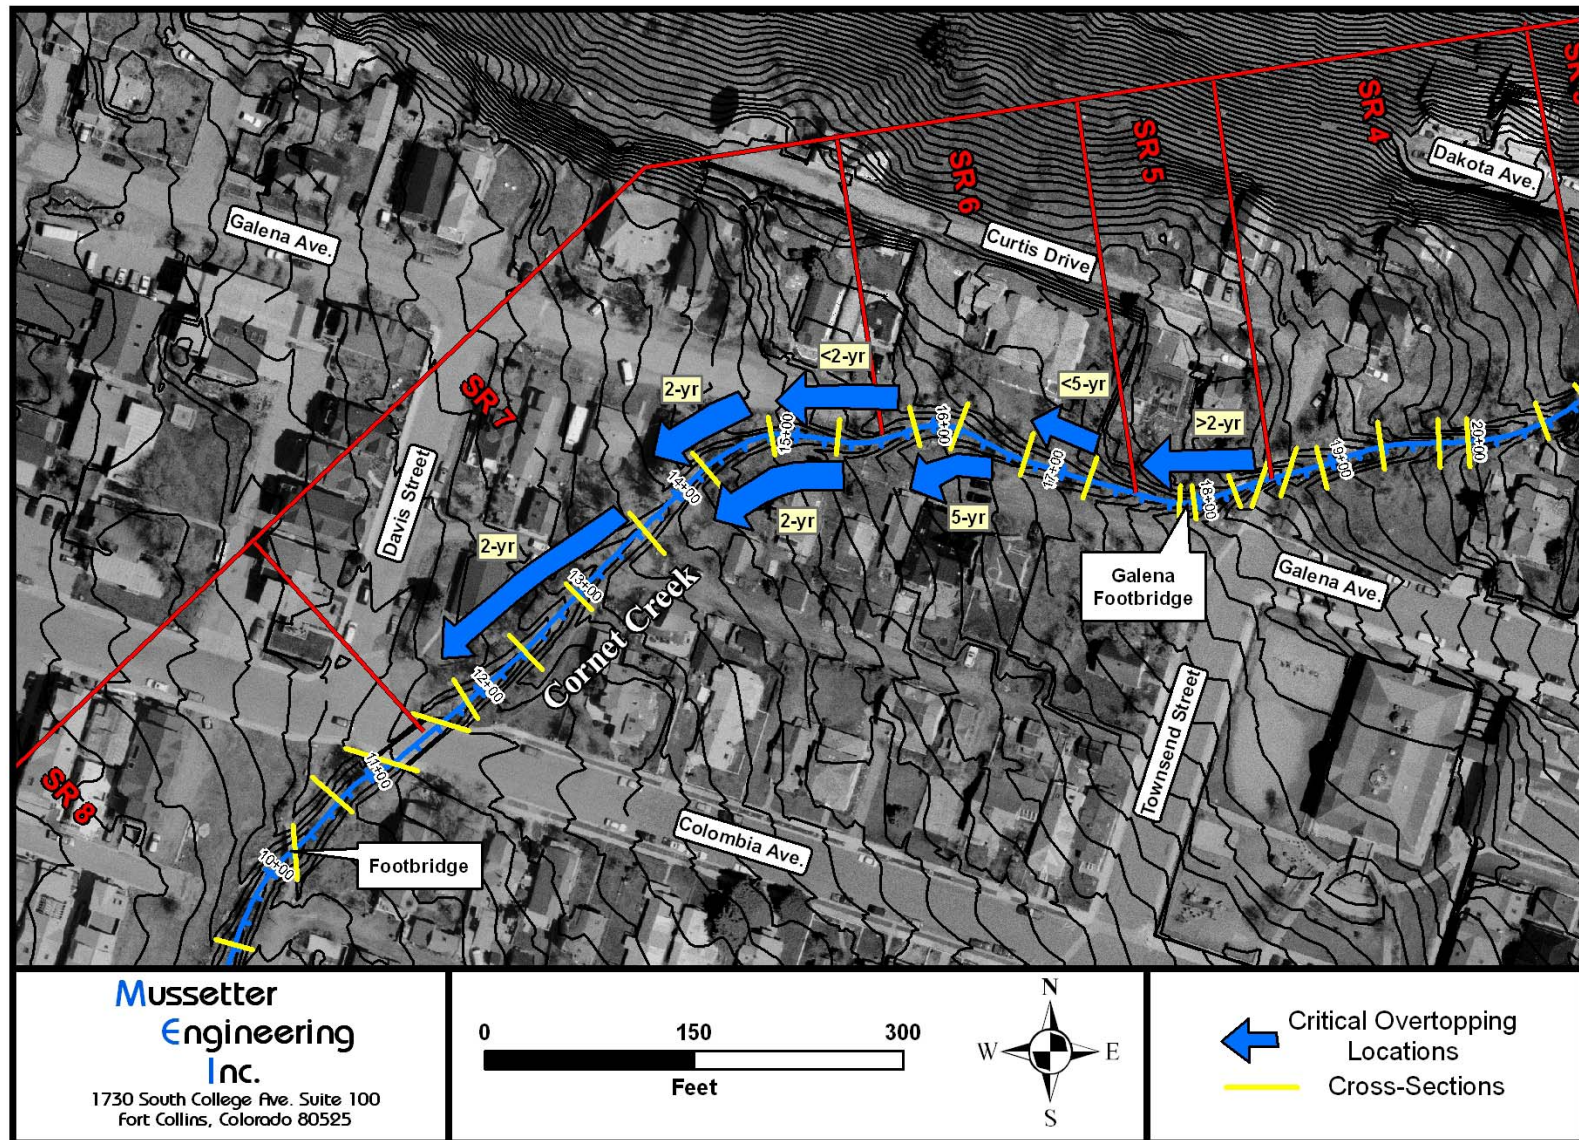 SR 3
SR 4
Dakota Ave.
SR 5
SR 6
Curtis Drive
Galena Ave.
SR 7
<2-yr
2-yr
<5-yr
>2-yr
15+00
16+00
17+00
18+00
19+00
20+00
14+00
2-yr
5-yr
Davis Street
2-yr
13+00
Cornet Creek
Galena
Footbridge
Galena Ave.
12+00
Townsend Street
11+00
SR 8
Colombia Ave.
10+00
Footbridge
Mussetter
Engineering
Inc.
1730 South College Ave. Suite 100
Fort Collins, Colorado 80525
0 150 300
Feet
N
W E
S
Critical Overtopping
Locations
Cross-Sections